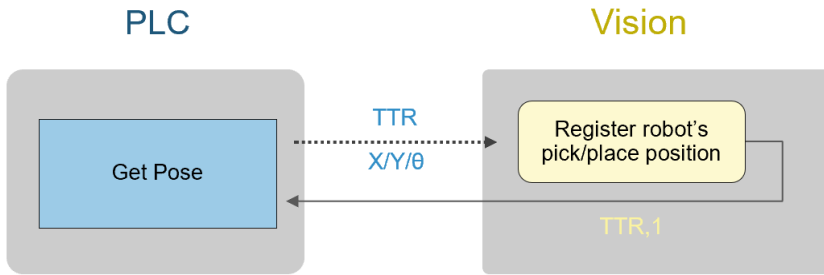 PLC
Vision
TTR
X/Y/θ
Get Pose
Register robot's
pick/place position
TTR,1